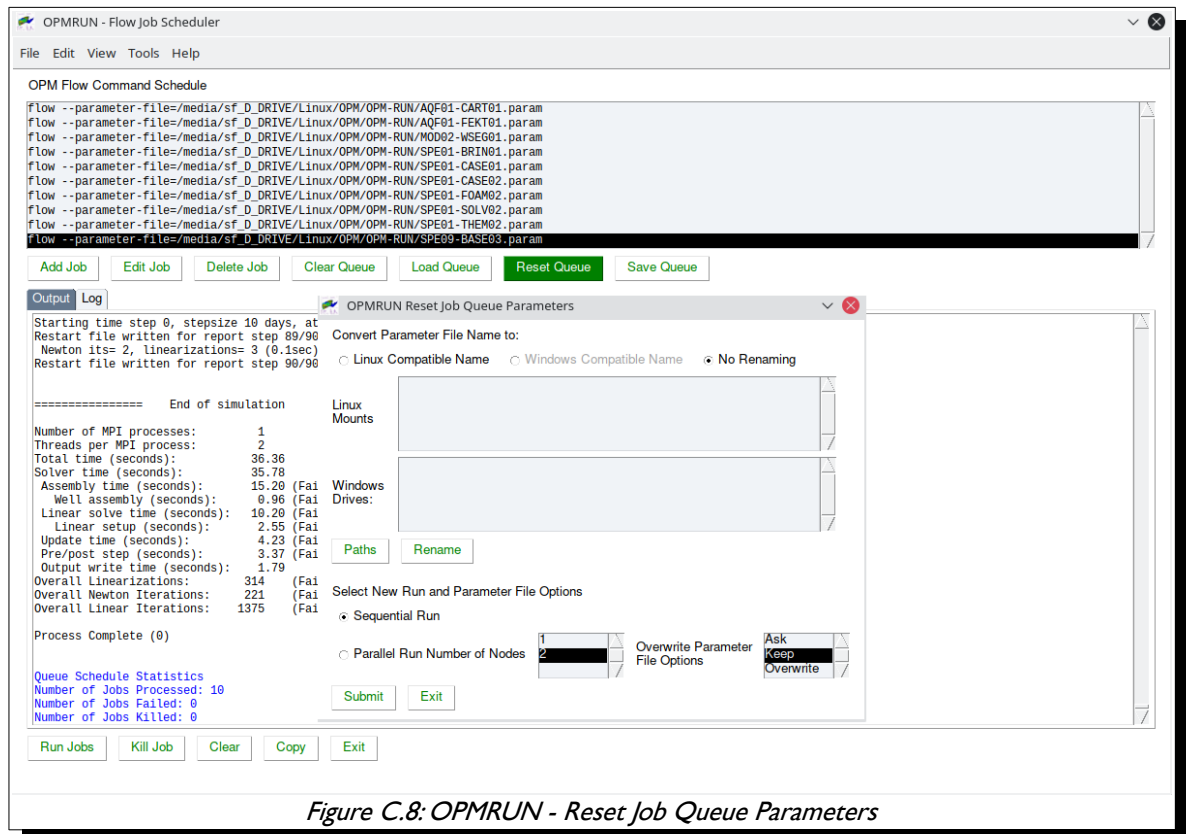 OPMRUN - Flow Job Scheduler
File Edit View Tools Help
OPM Flow Command Schedule
flow --parameter-file=/media/sf_D_DRIVE/Linux/OPM/OPM-RUN/AQF01-CART01.param
flow --parameter-file=/media/sf_D_DRIVE/Linux/OPM/OPM-RUN/AQF01-FEKT01.param
flow --parameter-file=/media/sf_D_DRIVE/Linux/OPM/OPM-RUN/MOD02-WSEG01.param
flow --parameter-file=/media/sf_D_DRIVE/Linux/OPM/OPM-RUN/SPE01-BRIN01.param
flow --parameter-file=/media/sf_D_DRIVE/Linux/OPM/OPM-RUN/SPE01-CASE01.param
flow --parameter-file=/media/sf_D_DRIVE/Linux/OPM/OPM-RUN/SPE01-CASE02.param
flow --parameter-file=/media/sf_D_DRIVE/Linux/OPM/OPM-RUN/SPE01-FOAM02.param
flow --parameter-file=/media/sf_D_DRIVE/Linux/OPM/OPM-RUN/SPE01-SOLV02.param
flow --parameter-file=/media/sf_D_DRIVE/Linux/OPM/OPM-RUN/SPE01-THEM02.param
flow --parameter-file=/media/sf_D_DRIVE/Linux/OPM/OPM-RUN/SPE09-BASE03.param
Add Job Edit Job Delete Job Clear Queue Load Queue Reset Queue Save Queue
Output Log
Starting time step 0, stepsize 10 days, at
Restart file written for report step 89/90
Newton its= 2, linearizations= 3 (0.1sec)
Restart file written for report step 90/90
================ End of simulation
Number of MPI processes: 1
Threads per MPI process: 2
Total time (seconds): 36.36
Solver time (seconds): 35.78
Assembly time (seconds): 15.20 (Fai
Well assembly (seconds): 0.96 (Fai
Linear solve time (seconds): 10.20 (Fai
Linear setup (seconds): 2.55 (Fai
Update time (seconds): 4.23 (Fai
Pre/post step (seconds): 3.37 (Fai
Output write time (seconds): 1.79
Overall Linearizations: 314 (Fai
Overall Newton Iterations: 221 (Fai
Overall Linear Iterations: 1375 (Fai
Process Complete (0)
Queue Schedule Statistics
Number of Jobs Processed: 10
Number of Jobs Failed: 0
Number of Jobs Killed: 0
OPMRUN Reset Job Queue Parameters
Convert Parameter File Name to:
Linux Compatible Name Windows Compatible Name No Renaming
Linux
Mounts
Windows
Drives:
Paths Rename
Select New Run and Parameter File Options
Sequential Run
Parallel Run Number of Nodes
1
2
Overwrite Parameter
File Options
Ask
Keep
Overwrite
Submit Exit
Run Jobs Kill Job Clear Copy Exit
Figure C.8: OPMRUN - Reset Job Queue Parameters